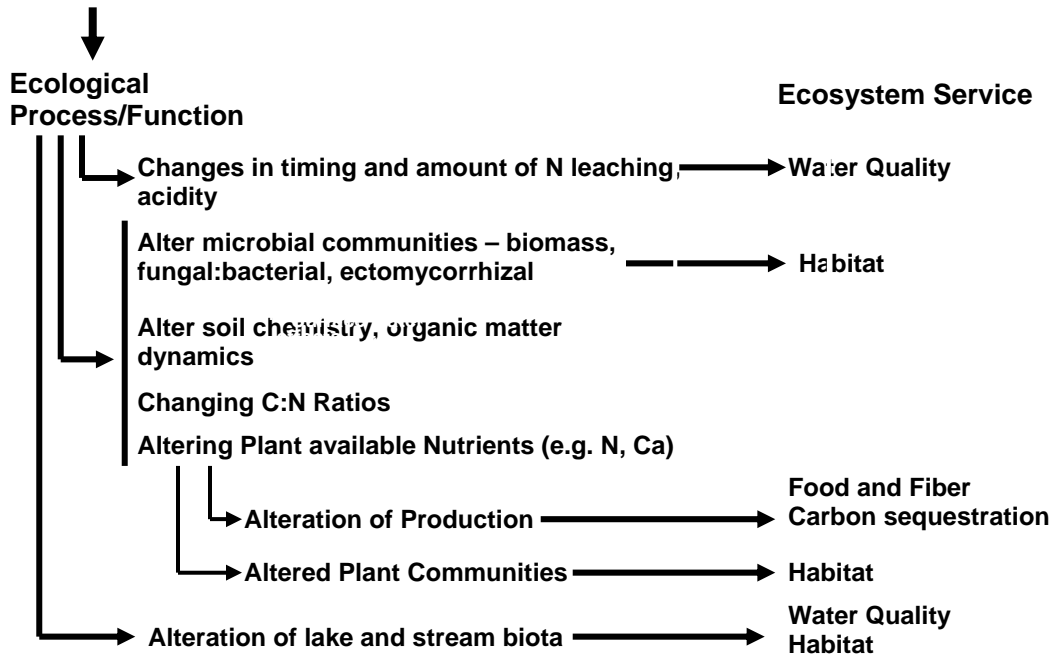 Ecological
Process/Function
Ecosystem Service
Changes in timing and amount of N leaching,
acidity
Water Quality
Alter microbial communities – biomass,
fungal:bacterial, ectomycorrhizal
Habitat
Alter soil chemistry, organic matter
dynamics
Changing C:N Ratios
Altering Plant available Nutrients (e.g. N, Ca)
Alteration of Production
Food and Fiber
Carbon sequestration
Altered Plant Communities
Habitat
Alteration of lake and stream biota
Water Quality
Habitat